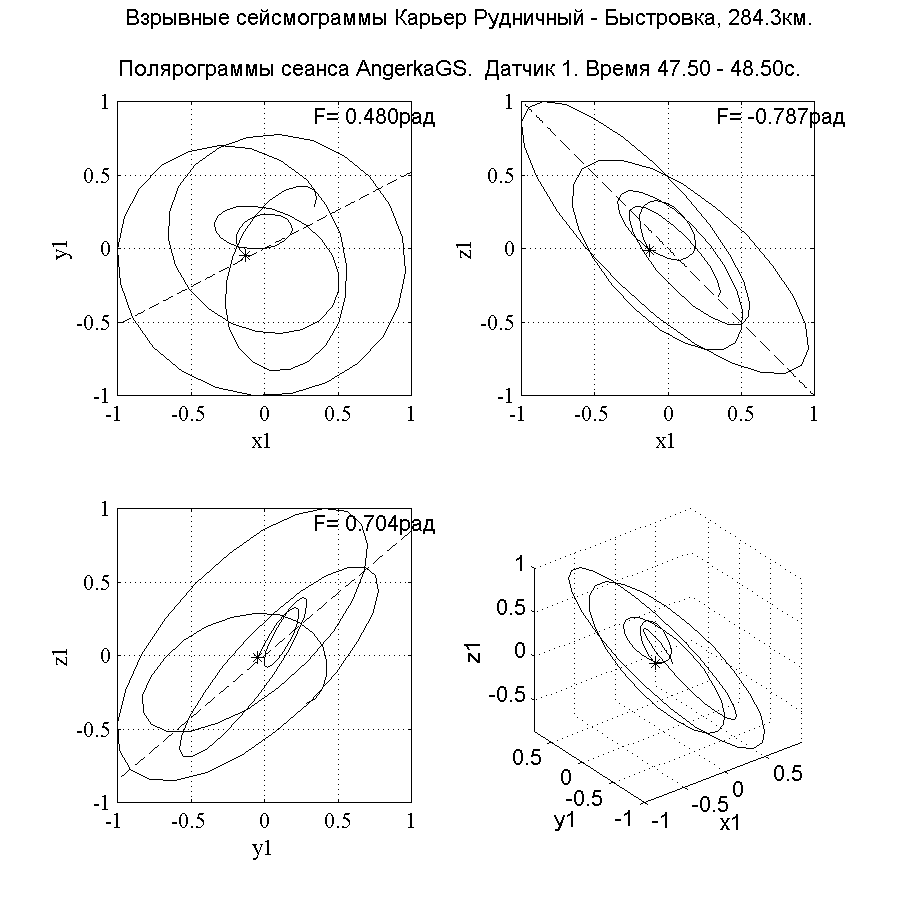 Взрывные сейсмограммы Карьер Рудничный - Быстровка, 284.3км.
Полярограммы сеанса AngerkaGS. Датчик 1. Время 47.50 - 48.50с.
F= 0.480рад
1
0.5
0
-0.5
-1
y1
-1 -0.5 0 0.5 1
x1
F= -0.787рад
1
0.5
0
-0.5
-1
z1
-1 -0.5 0 0.5 1
x1
F= 0.704рад
1
0.5
0
-0.5
-1
z1
-1 -0.5 0 0.5 1
y1
1
0.5
0
-0.5
z1
0.5 0 -0.5 -1
y1
-1 -0.5 0 0.5
x1